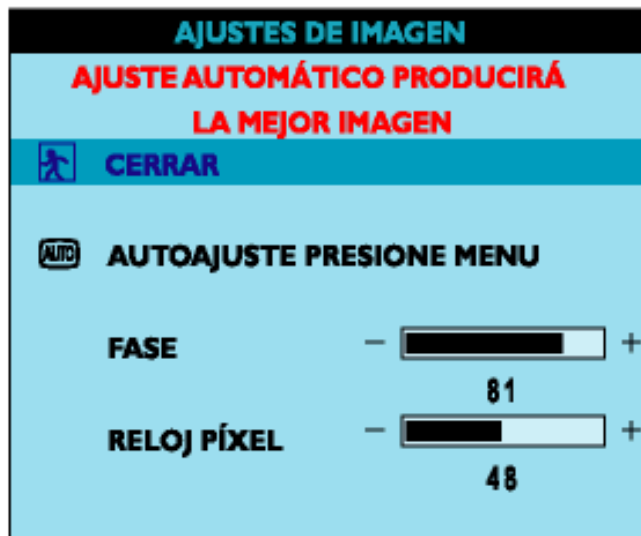 AJUSTES DE IMAGEN
AJUSTE AUTOMÁTICO PRODUCIRÁ
LA MEJOR IMAGEN
CERRAR
AUTO AUTOAJUSTE PRESIONE MENU
FASE - +
81
RELOJ PÍXEL - +
48